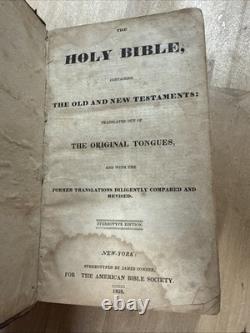 THE
HOLY BIBLE,
CONTAINING
THE OLD AND NEW TESTAMENTS:
TRANSLATED OUT OF
THE ORIGINAL TONGUES,
AND WITH THE
FORMER TRANSLATIONS DILIGENTLY COMPARED AND
REVISED.
STEREOTYPE EDITION.
NEW-YORK:
STEREOTYPED BY JAMES CONNER,
FOR THE AMERICAN BIBLE SOCIETY.